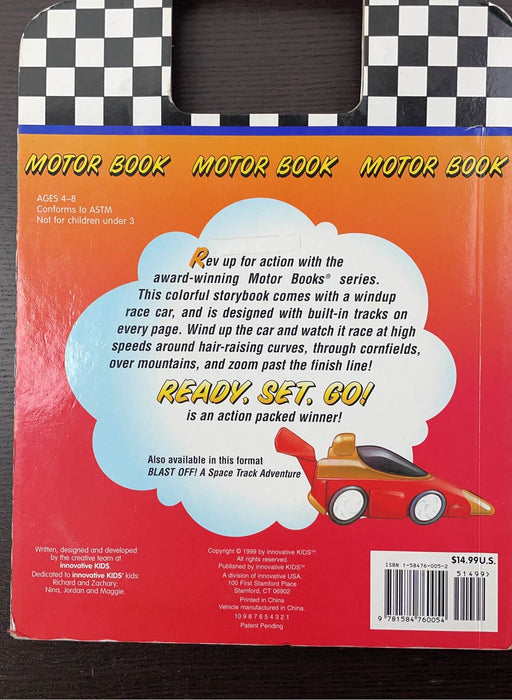 MOTOR BOOK MOTOR BOOK MOTOR BOOK
AGES 4–8
Conforms to ASTM
Not for children under 3
Rev up for action with the
award-winning Motor Books® series.
This colorful storybook comes with a windup
race car, and is designed with built-in tracks on
every page. Wind up the car and watch it race at high
speeds around hair-raising curves, through cornfields,
over mountains, and zoom past the finish line!
READY, SET, GO!
is an action packed winner!
Also available in this format
BLAST OFF! A Space Track Adventure
Written, designed and developed
by the creative team at
innovative KIDS.
Dedicated to innovative KIDS' kids:
Richard and Zachary,
Nina, Jordan and Maggie.
Copyright © 1999 by innovative KIDS™.
All rights reserved.
Published by innovative KIDS™
A division of innovative USA.
100 First Stamford Place
Stamford, CT 06902
Printed in China
Vehicle manufactured in China.
10 9 8 7 6 5 4 3 2 1
Patent Pending
$14.99U.S.
ISBN 1-58476-005-2
51499>
9 781584 760054